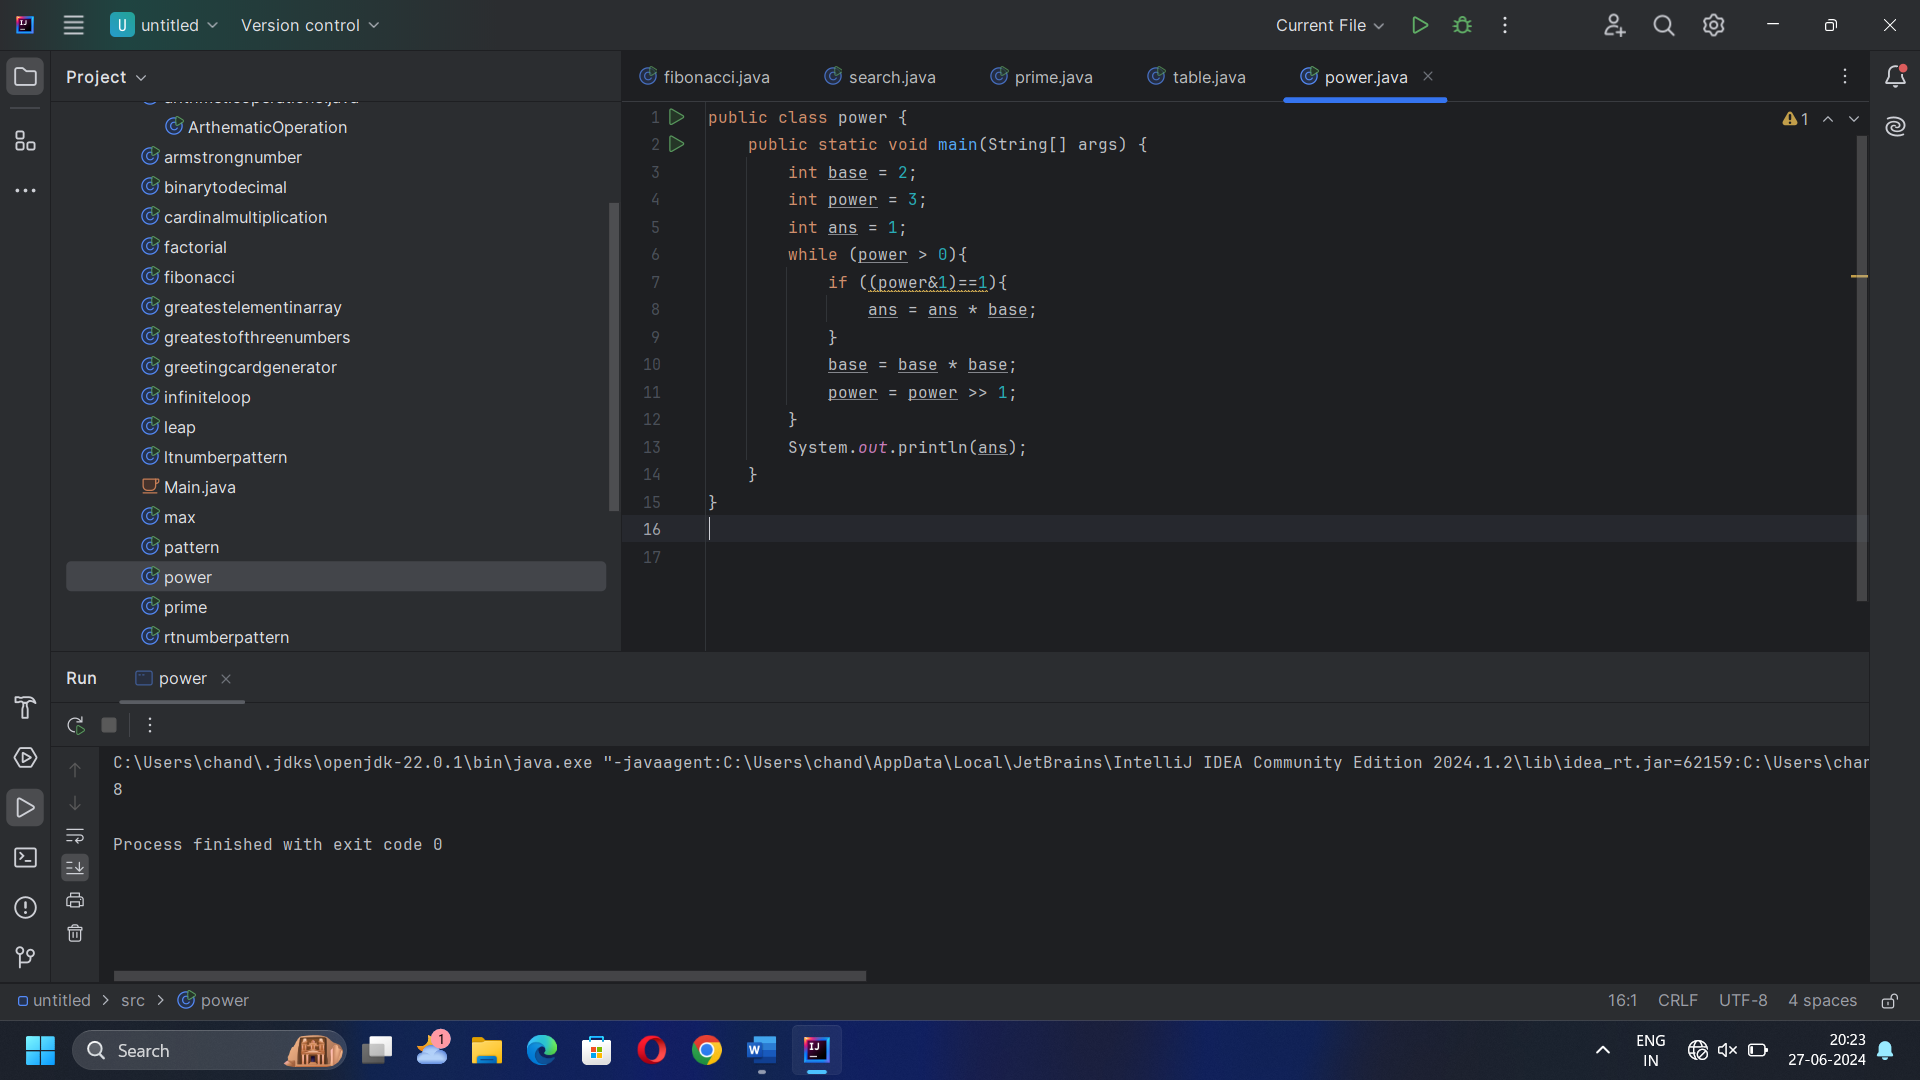 U untitled Version control Current File
Project
fibonacci.java search.java prime.java table.java power.java
ArthematicOperation
armstrongnumber
binarytodecimal
cardinalmultiplication
factorial
fibonacci
greatestelementinarray
greatestofthreenumbers
greetingcardgenerator
infiniteloop
leap
ltnumberpattern
Main.java
max
pattern
power
prime
rtnumberpattern
1 public class power {
2 public static void main(String[] args) {
3 int base = 2;
4 int power = 3;
5 int ans = 1;
6 while (power > 0){
7 if ((power&1)==1){
8 ans = ans * base;
9 }
10 base = base * base;
11 power = power >> 1;
12 }
13 System.out.println(ans);
14 }
15 }
16
17
1
Run power
C:\Users\chand\.jdks\openjdk-22.0.1\bin\java.exe "-javaagent:C:\Users\chand\AppData\Local\JetBrains\IntelliJ IDEA Community Edition 2024.1.2\lib\idea_rt.jar=62159:C:\Users\char
8
Process finished with exit code 0
untitled > src > power
16:1 CRLF UTF-8 4 spaces
Search
1
ENG
IN
20:23
27-06-2024